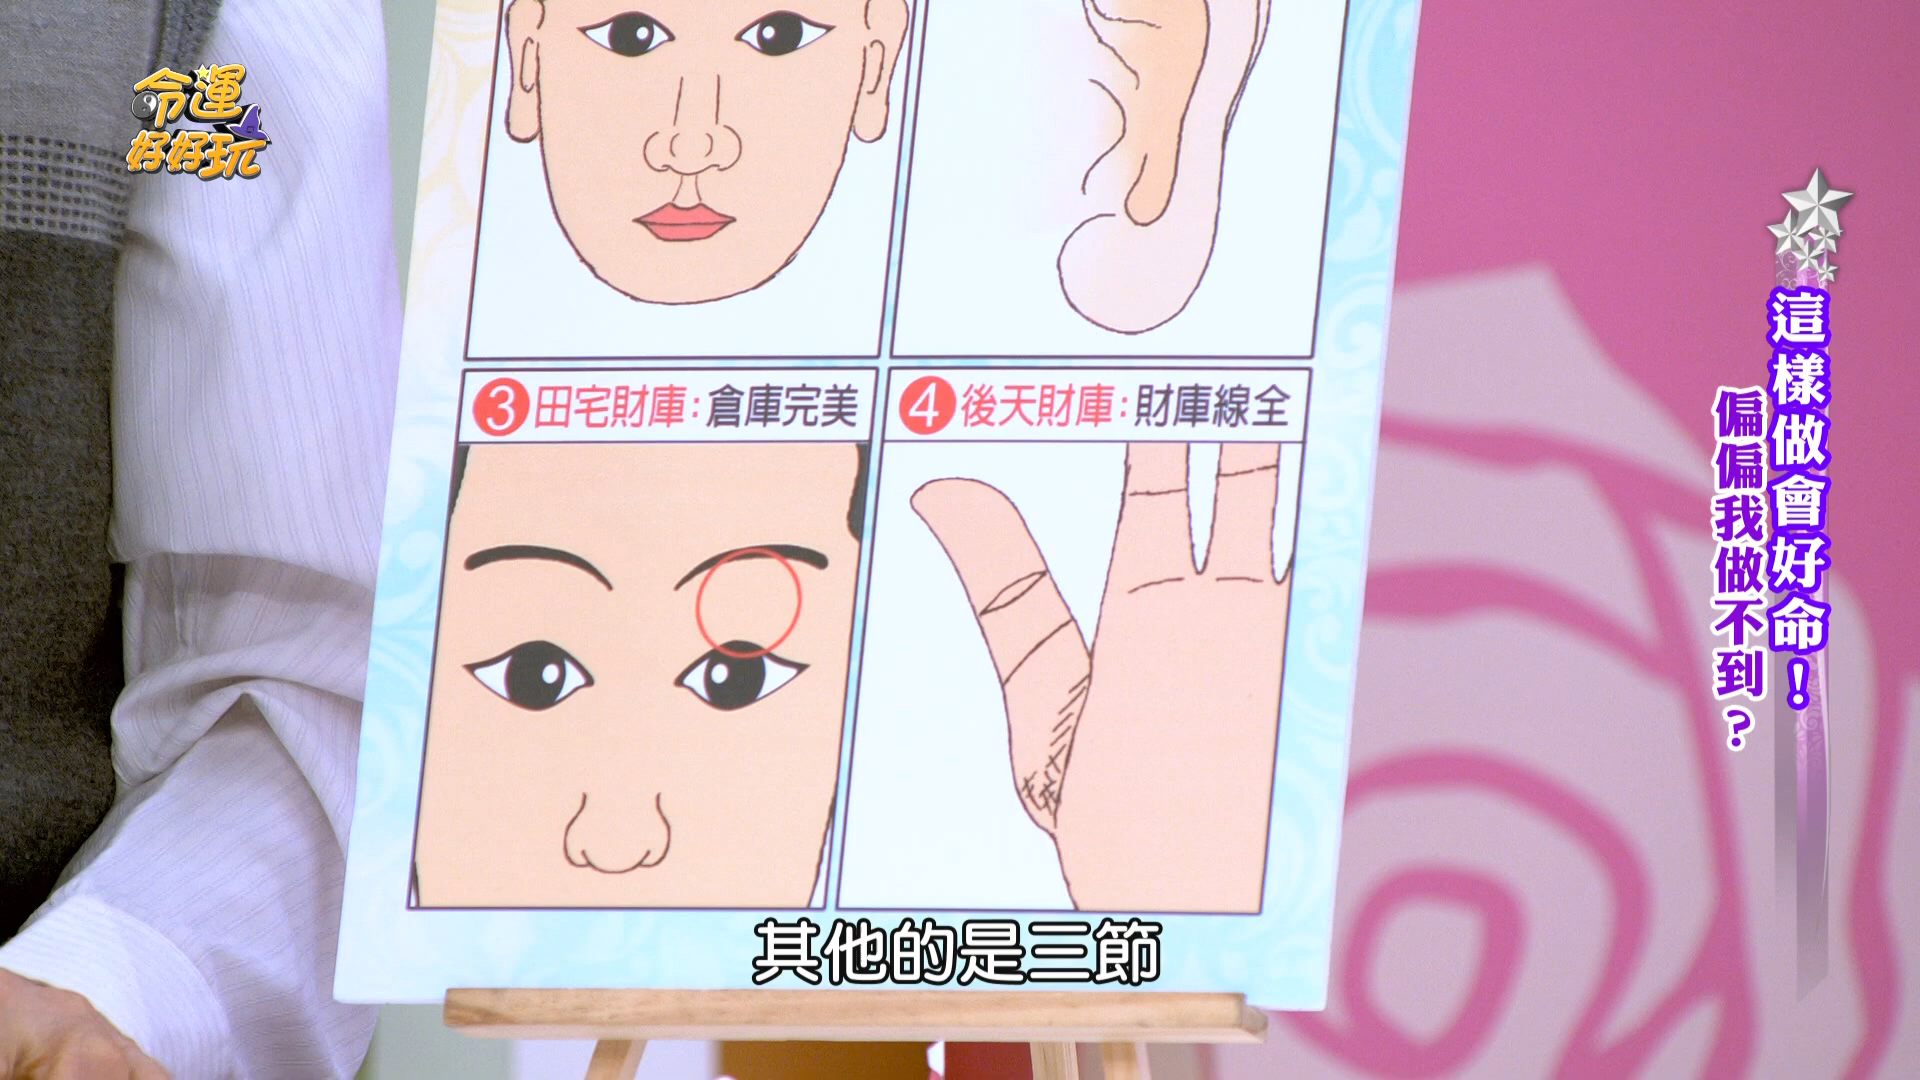 命運
好好玩
這樣做會好命！
偏偏我做不到？
3 田宅財庫：倉庫完美
4 後天財庫：財庫線全
其他的是三節